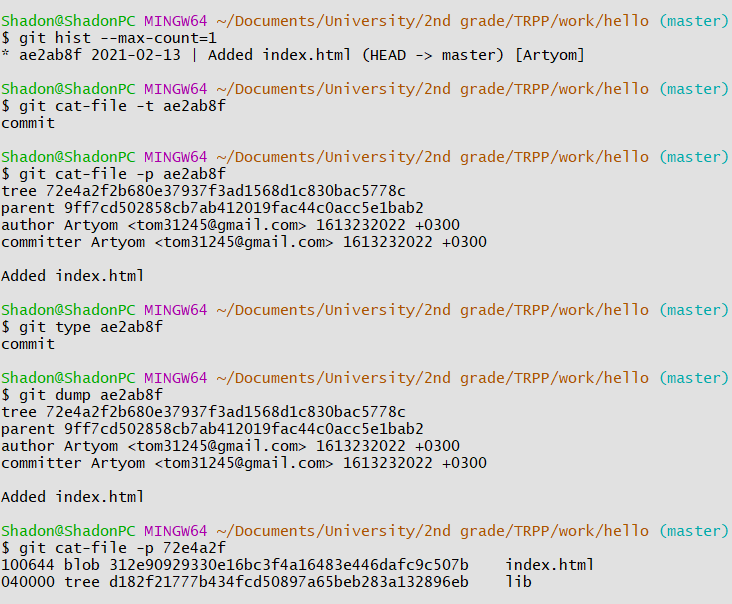 Shadon@ShadonPC MINGW64 ~/Documents/University/2nd grade/TRPP/work/hello (master)
$ git hist --max-count=1
* ae2ab8f 2021-02-13 | Added index.html (HEAD -> master) [Artyom]

Shadon@ShadonPC MINGW64 ~/Documents/University/2nd grade/TRPP/work/hello (master)
$ git cat-file -t ae2ab8f
commit

Shadon@ShadonPC MINGW64 ~/Documents/University/2nd grade/TRPP/work/hello (master)
$ git cat-file -p ae2ab8f
tree 72e4a2f2b680e37937f3ad1568d1c830bac5778c
parent 9ff7cd502858cb7ab412019fac44c0acc5e1bab2
author Artyom <tom31245@gmail.com> 1613232022 +0300
committer Artyom <tom31245@gmail.com> 1613232022 +0300

Added index.html

Shadon@ShadonPC MINGW64 ~/Documents/University/2nd grade/TRPP/work/hello (master)
$ git type ae2ab8f
commit

Shadon@ShadonPC MINGW64 ~/Documents/University/2nd grade/TRPP/work/hello (master)
$ git dump ae2ab8f
tree 72e4a2f2b680e37937f3ad1568d1c830bac5778c
parent 9ff7cd502858cb7ab412019fac44c0acc5e1bab2
author Artyom <tom31245@gmail.com> 1613232022 +0300
committer Artyom <tom31245@gmail.com> 1613232022 +0300

Added index.html

Shadon@ShadonPC MINGW64 ~/Documents/University/2nd grade/TRPP/work/hello (master)
$ git cat-file -p 72e4a2f
100644 blob 312e90929330e16bc3f4a16483e446dafc9c507b    index.html
040000 tree d182f21777b434fcd50897a65beb283a132896eb    lib